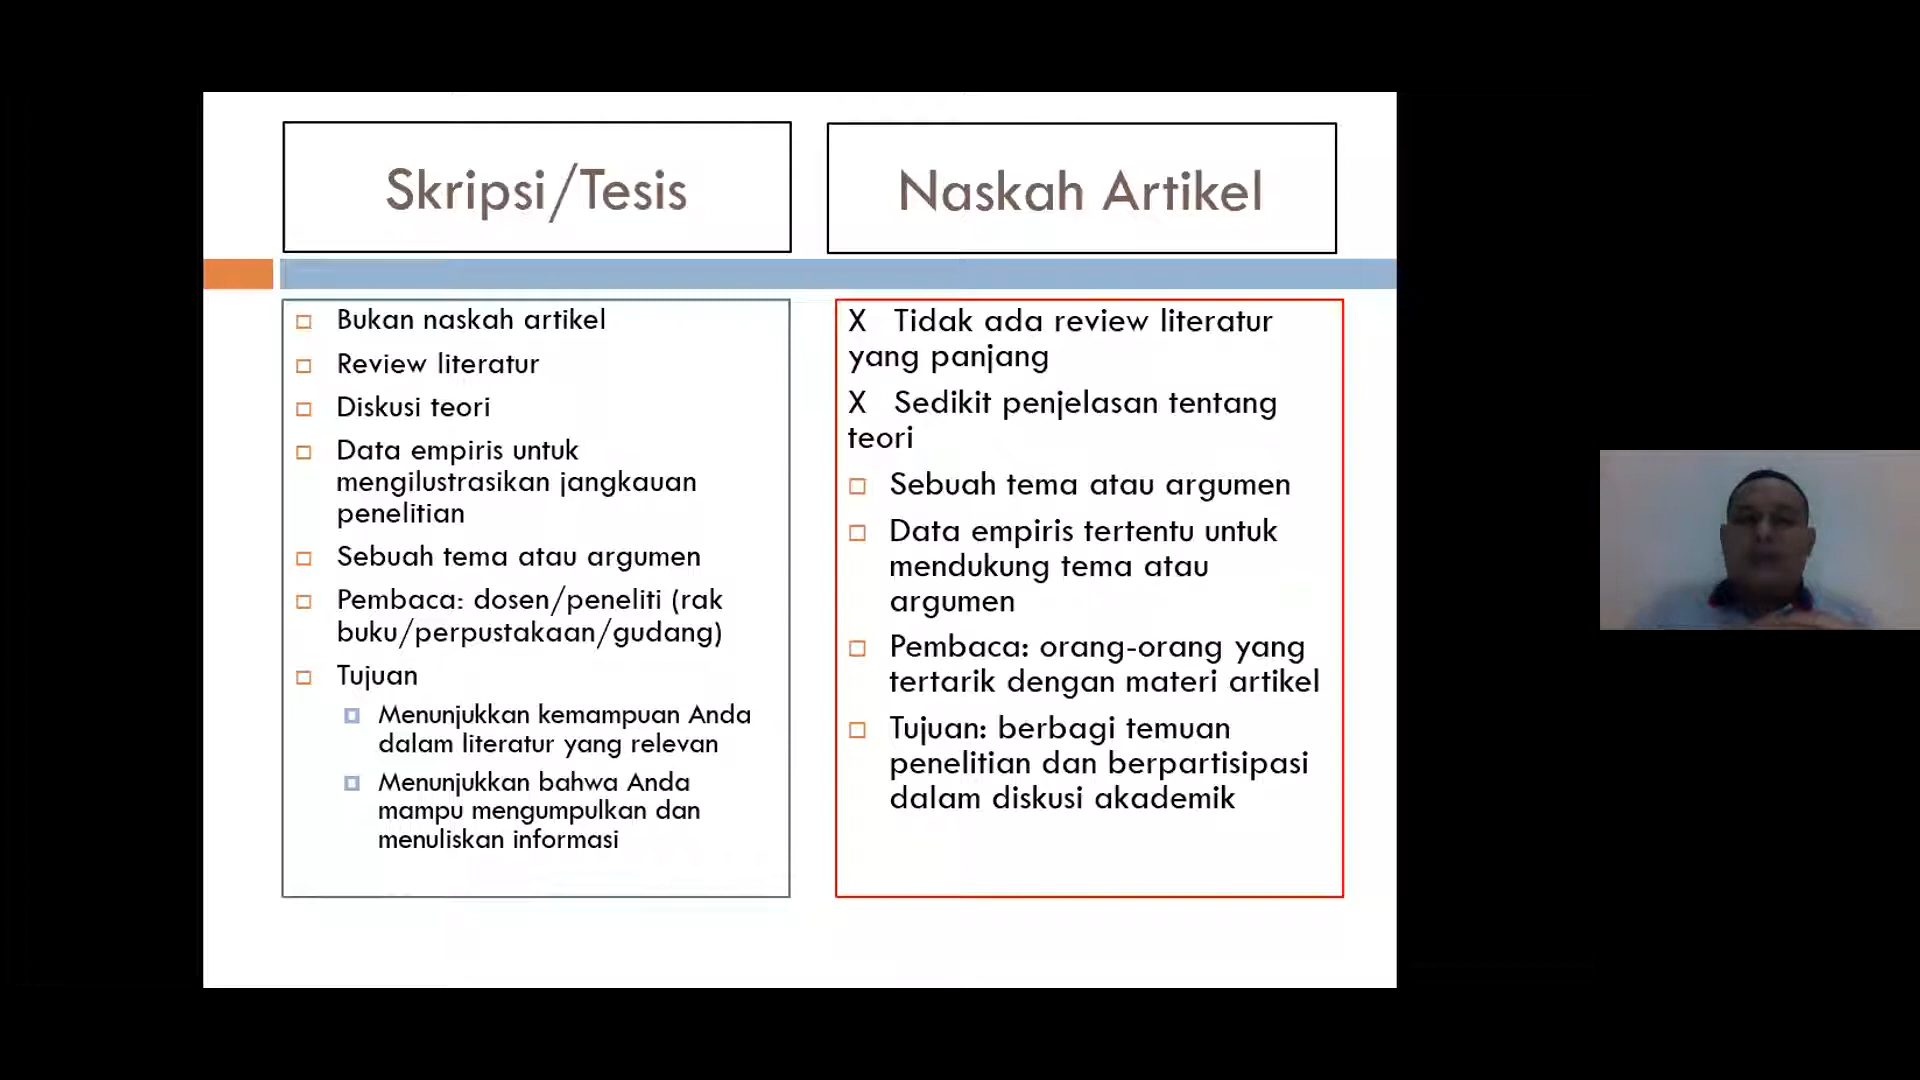 Skripsi/Tesis
Bukan naskah artikel
Review literatur
Diskusi teori
Data empiris untuk
mengilustrasikan jangkauan
penelitian
Sebuah tema atau argumen
Pembaca: dosen/peneliti (rak
buku/perpustakaan/gudang)
Tujuan
Menunjukkan kemampuan Anda
dalam literatur yang relevan
Menunjukkan bahwa Anda
mampu mengumpulkan dan
menuliskan informasi
Naskah Artikel
X Tidak ada review literatur
yang panjang
X Sedikit penjelasan tentang
teori
Sebuah tema atau argumen
Data empiris tertentu untuk
mendukung tema atau
argumen
Pembaca: orang-orang yang
tertarik dengan materi artikel
Tujuan: berbagi temuan
penelitian dan berpartisipasi
dalam diskusi akademik